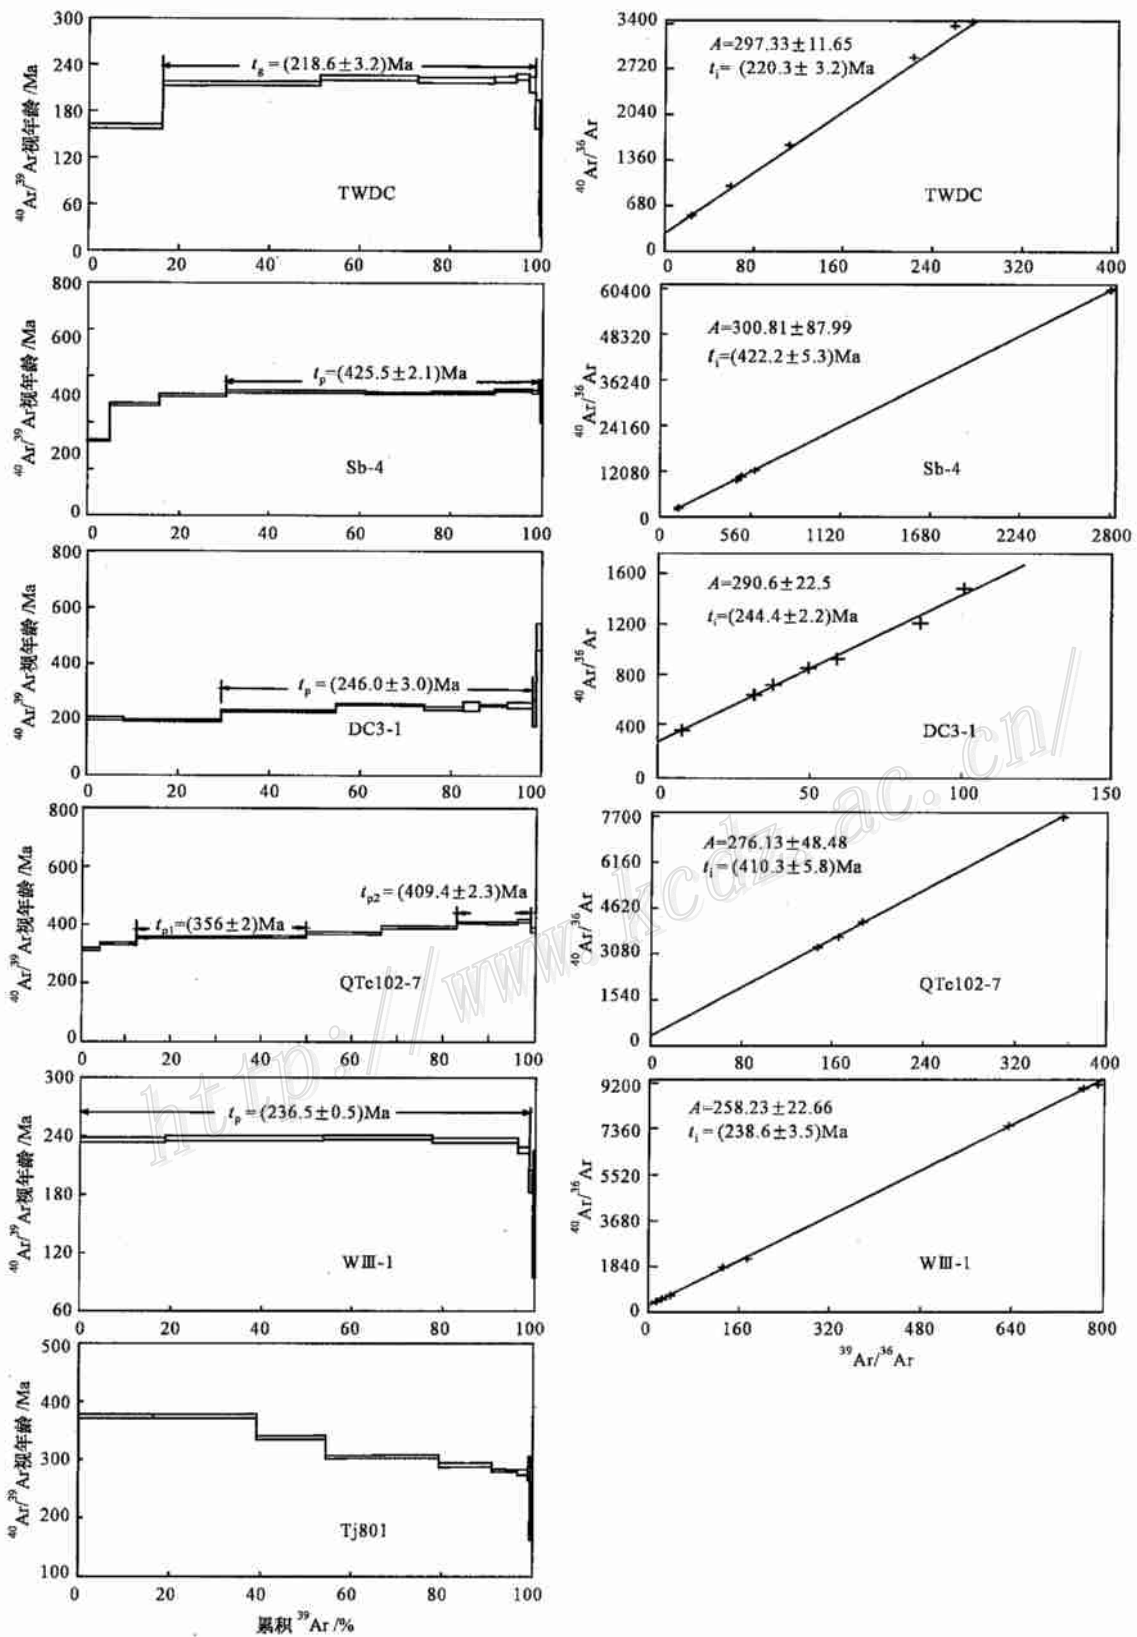 300
240
180
120
60
0
⁴⁰Ar/³⁹Ar视年龄/Ma
t_g=(218.6±3.2)Ma
TWDC
0 20 40 60 80 100
3400
2720
2040
1360
680
0
⁴⁰Ar/³⁶Ar
A=297.33±11.65
t_i= (220.3± 3.2)Ma
TWDC
0 80 160 240 320 400
800
600
400
200
0
⁴⁰Ar/³⁹Ar视年龄/Ma
t_p=(425.5±2.1)Ma
Sb-4
0 20 40 60 80 100
60400
48320
36240
24160
12080
0
⁴⁰Ar/³⁶Ar
A=300.81±87.99
t_i=(422.2±5.3)Ma
Sb-4
0 560 1120 1680 2240 2800
800
600
400
200
0
⁴⁰Ar/³⁹Ar视年龄/Ma
t_p=(246.0±3.0)Ma
DC3-1
0 20 40 60 80 100
1600
1200
800
400
0
⁴⁰Ar/³⁶Ar
A=290.6±22.5
t_i=(244.4±2.2)Ma
DC3-1
0 50 100 150
800
600
400
200
0
⁴⁰Ar/³⁹Ar视年龄/Ma
t_p2=(409.4±2.3)Ma
t_p1=(356±2)Ma
QTc102-7
0 20 40 60 80 100
7700
6160
4620
3080
1540
0
⁴⁰Ar/³⁶Ar
A=276.13±48.48
t_i=(410.3±5.8)Ma
QTc102-7
0 80 160 240 320 400
300
240
180
120
60
⁴⁰Ar/³⁹Ar视年龄/Ma
t_p=(236.5±0.5)Ma
WⅢ-1
0 20 40 60 80 100
9200
7360
5520
3680
1840
0
⁴⁰Ar/³⁶Ar
A=258.23±22.66
t_i=(238.6±3.5)Ma
WⅢ-1
0 160 320 480 640 800
³⁹Ar/³⁶Ar
500
400
300
200
100
⁴⁰Ar/³⁹Ar视年龄/Ma
Tj801
0 20 40 60 80 100
累积 ³⁹Ar/%
http://www.kcdz.ac.cn/